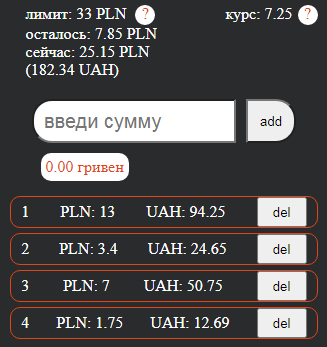 лимит: 33 PLN ? курс: 7.25 ?
осталось: 7.85 PLN
сейчас: 25.15 PLN
(182.34 UAH)
введи сумму add
0.00 гривен
1 PLN: 13 UAH: 94.25 del
2 PLN: 3.4 UAH: 24.65 del
3 PLN: 7 UAH: 50.75 del
4 PLN: 1.75 UAH: 12.69 del